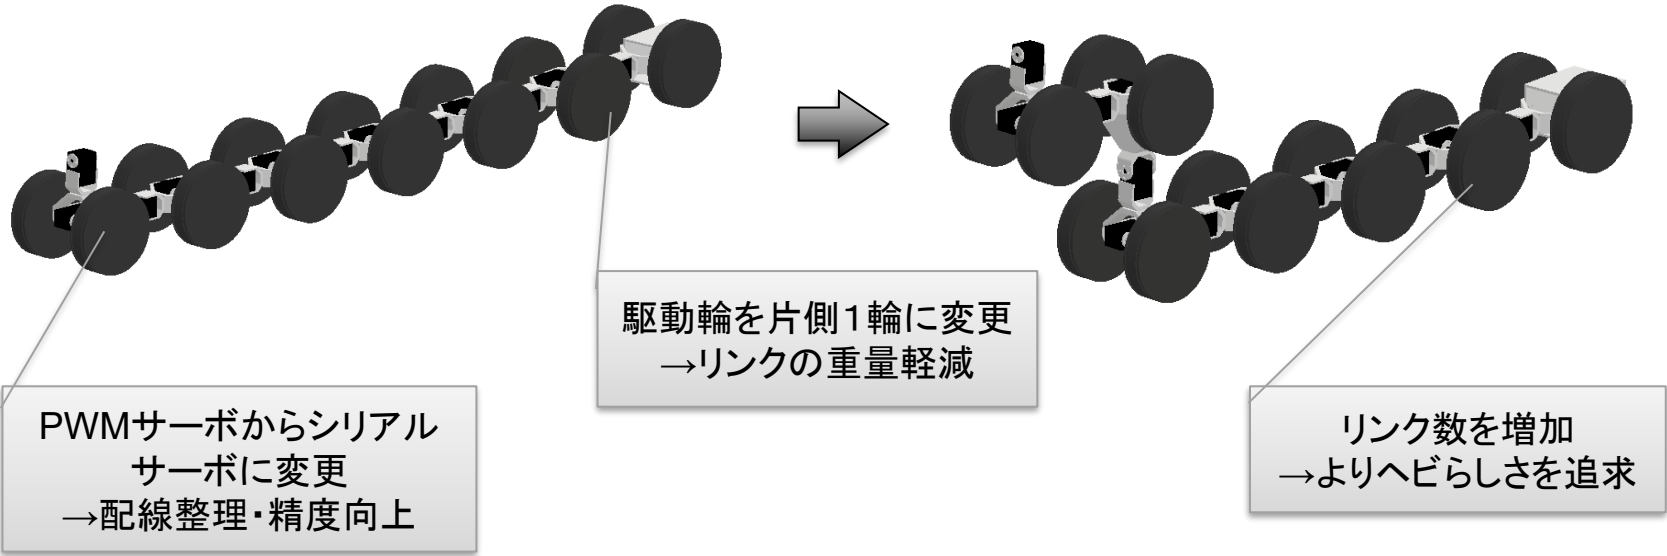 PWMサーボからシリアル
サーボに変更
→配線整理・精度向上
駆動輪を片側１輪に変更
→リンクの重量軽減
リンク数を増加
→よりヘビらしさを追求